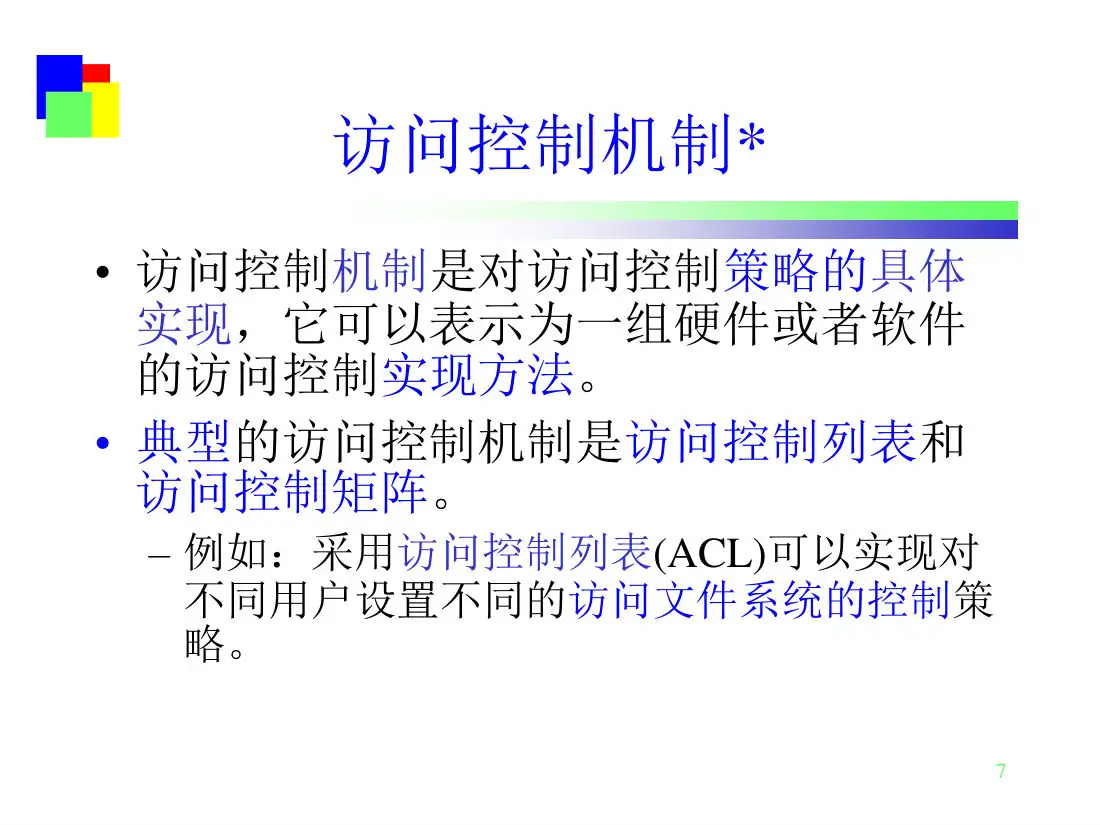 访问控制机制*
• 访问控制机制是对访问控制策略的具体
实现，它可以表示为一组硬件或者软件
的访问控制实现方法。
• 典型的访问控制机制是访问控制列表和
访问控制矩阵。
– 例如：采用访问控制列表(ACL)可以实现对
不同用户设置不同的访问文件系统的控制策
略。
7